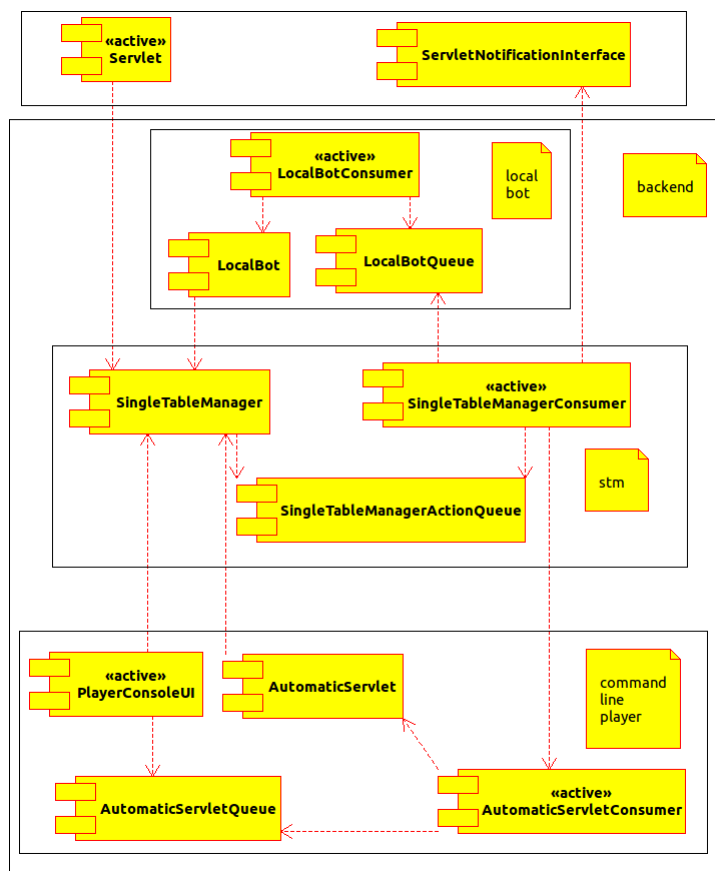 «active»
Servlet
ServletNotificationInterface
«active»
LocalBotConsumer
local
bot
backend
LocalBot
LocalBotQueue
SingleTableManager
«active»
SingleTableManagerConsumer
stm
SingleTableManagerActionQueue
«active»
PlayerConsoleUI
AutomaticServlet
command
line
player
AutomaticServletQueue
«active»
AutomaticServletConsumer